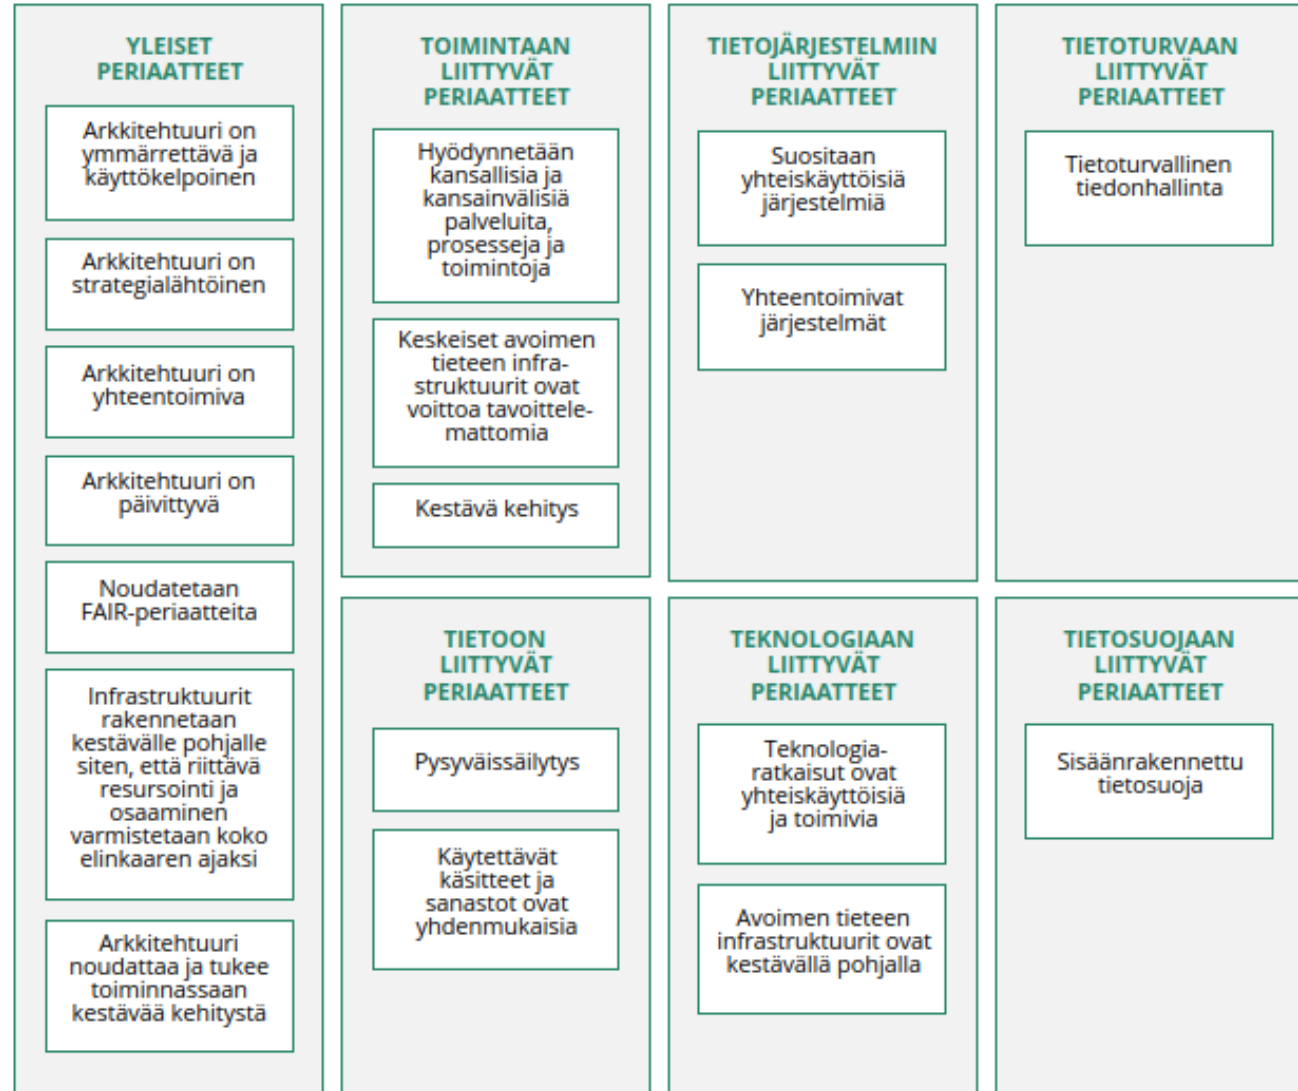 YLEISET
PERIAATTEET
Arkkitehtuuri on
ymmärrettävä ja
käyttökelpoinen
Arkkitehtuuri on
strategialähtöinen
Arkkitehtuuri on
yhteentoimiva
Arkkitehtuuri on
päivittyvä
Noudatetaan
FAIR-periaatteita
Infrastruktuurit
rakennetaan
kestävälle pohjalle
siten, että riittävä
resursointi ja
osaaminen
varmistetaan koko
elinkaaren ajaksi
Arkkitehtuuri
noudattaa ja tukee
toiminnassaan
kestävää kehitystä
TOIMINTAAN
LIITTYVÄT
PERIAATTEET
Hyödynnetään
kansallisia ja
kansainvälisiä
palveluita,
prosesseja ja
toimintoja
Keskeiset avoimen
tieteen infra-
struktuurit ovat
voittoa tavoittele-
mattomia
Kestävä kehitys
TIETOJÄRJESTELMIIN
LIITTYVÄT
PERIAATTEET
Suositaan
yhteiskäyttöisiä
järjestelmiä
Yhteentoimivat
järjestelmät
TIETOTURVAAN
LIITTYVÄT
PERIAATTEET
Tietoturvallinen
tiedonhallinta
TIETOON
LIITTYVÄT
PERIAATTEET
Pysyväissäilytys
Käytettävät
käsitteet ja
sanastot ovat
yhdenmukaisia
TEKNOLOGIAAN
LIITTYVÄT
PERIAATTEET
Teknologia-
ratkaisut ovat
yhteiskäyttöisiä
ja toimivia
Avoimen tieteen
infrastruktuurit ovat
kestävällä pohjalla
TIETOSUOJAAN
LIITTYVÄT
PERIAATTEET
Sisäänrakennettu
tietosuoja